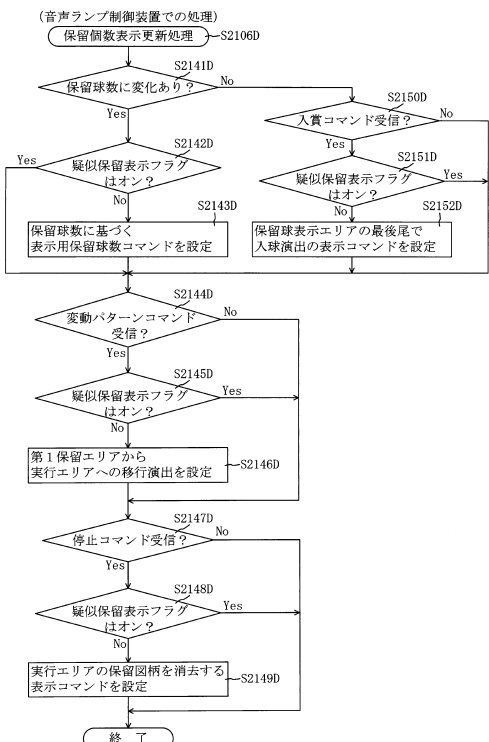 (音声ランプ制御装置での処理)
保留個数表示更新処理
S2106D
S2141D
保留球数に変化あり?
No
Yes
S2150D
入賞コマンド受信?
No
Yes
S2142D
疑似保留表示フラグ
はオン?
Yes
No
S2151D
疑似保留表示フラグ
はオン?
Yes
No
S2143D
保留球数に基づく
表示用保留球数コマンドを設定
S2152D
保留球表示エリアの最後尾で
入球演出の表示コマンドを設定
S2144D
変動パターンコマンド
受信?
No
Yes
S2145D
疑似保留表示フラグ
はオン?
Yes
No
第1保留エリアから
実行エリアへの移行演出を設定
S2146D
S2147D
停止コマンド受信?
No
Yes
S2148D
疑似保留表示フラグ
はオン?
Yes
No
実行エリアの保留図柄を消去する
表示コマンドを設定
S2149D
終 了